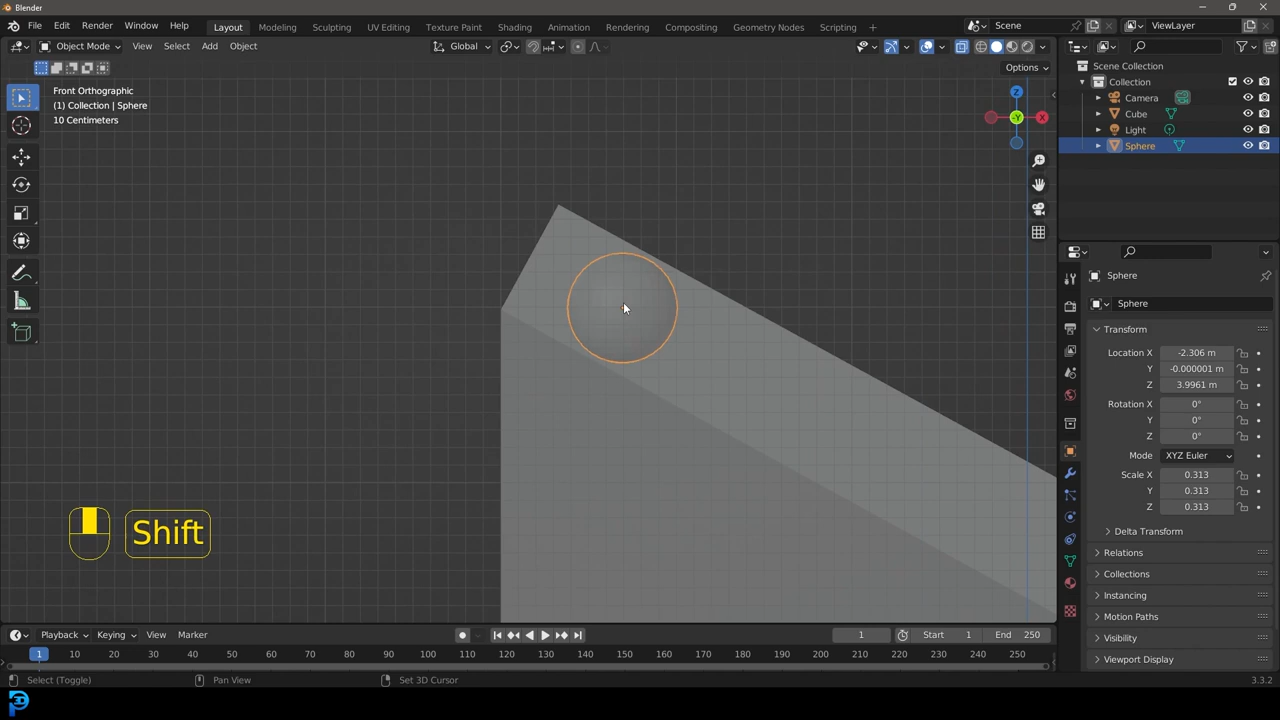 Blender
File Edit Render Window Help
Layout Modeling Sculpting UV Editing Texture Paint Shading Animation Rendering Compositing Geometry Nodes Scripting +
Scene
ViewLayer
Object Mode View Select Add Object
Global
Options
Front Orthographic
(1) Collection | Sphere
10 Centimeters
Z
-Y
X
Scene Collection
Collection
Camera
Cube
Light
Sphere
Sphere
Sphere
Transform
Location X -2.306 m
Y -0.000001 m
Z 3.9961 m
Rotation X 0°
Y 0°
Z 0°
Mode XYZ Euler
Scale X 0.313
Y 0.313
Z 0.313
Delta Transform
Relations
Collections
Instancing
Motion Paths
Visibility
Viewport Display
Shift
Playback Keying View Marker
1 Start 1 End 250
1 10 20 30 40 50 60 70 80 90 100 110 120 130 140 150 160 170 180 190 200 210 220 230 240 250
Select (Toggle) Pan View Set 3D Cursor 3.3.2